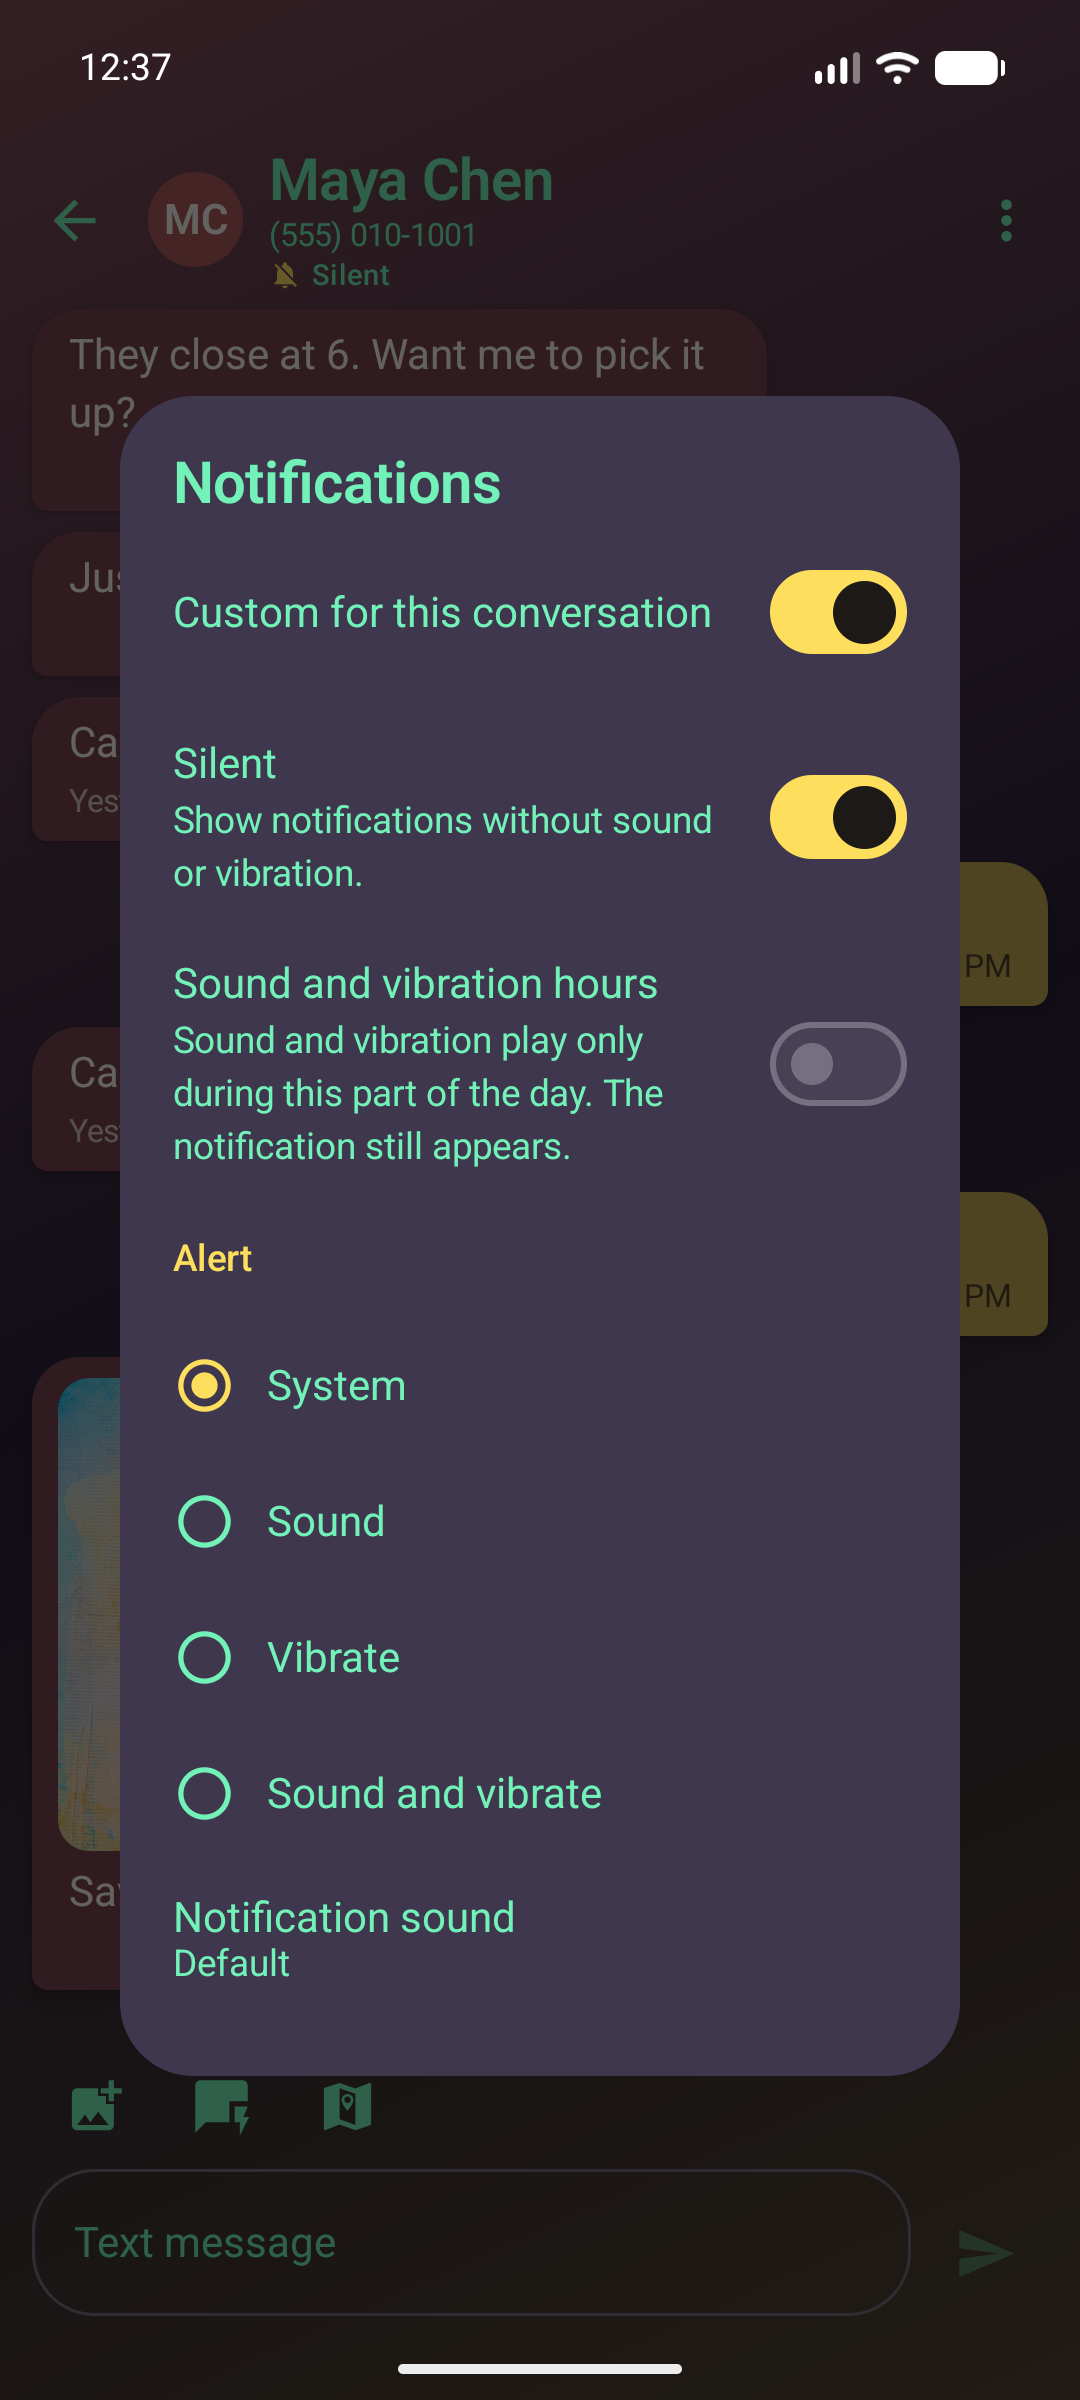 12:37
MC
Maya Chen
(555) 010-1001
Silent
They close at 6. Want me to pick it
up?
Notifications
Custom for this conversation
Silent
Show notifications without sound
or vibration.
PM
Sound and vibration hours
Sound and vibration play only
during this part of the day. The
notification still appears.
PM
Alert
System
Sound
Vibrate
Sound and vibrate
Notification sound
Default
Text message